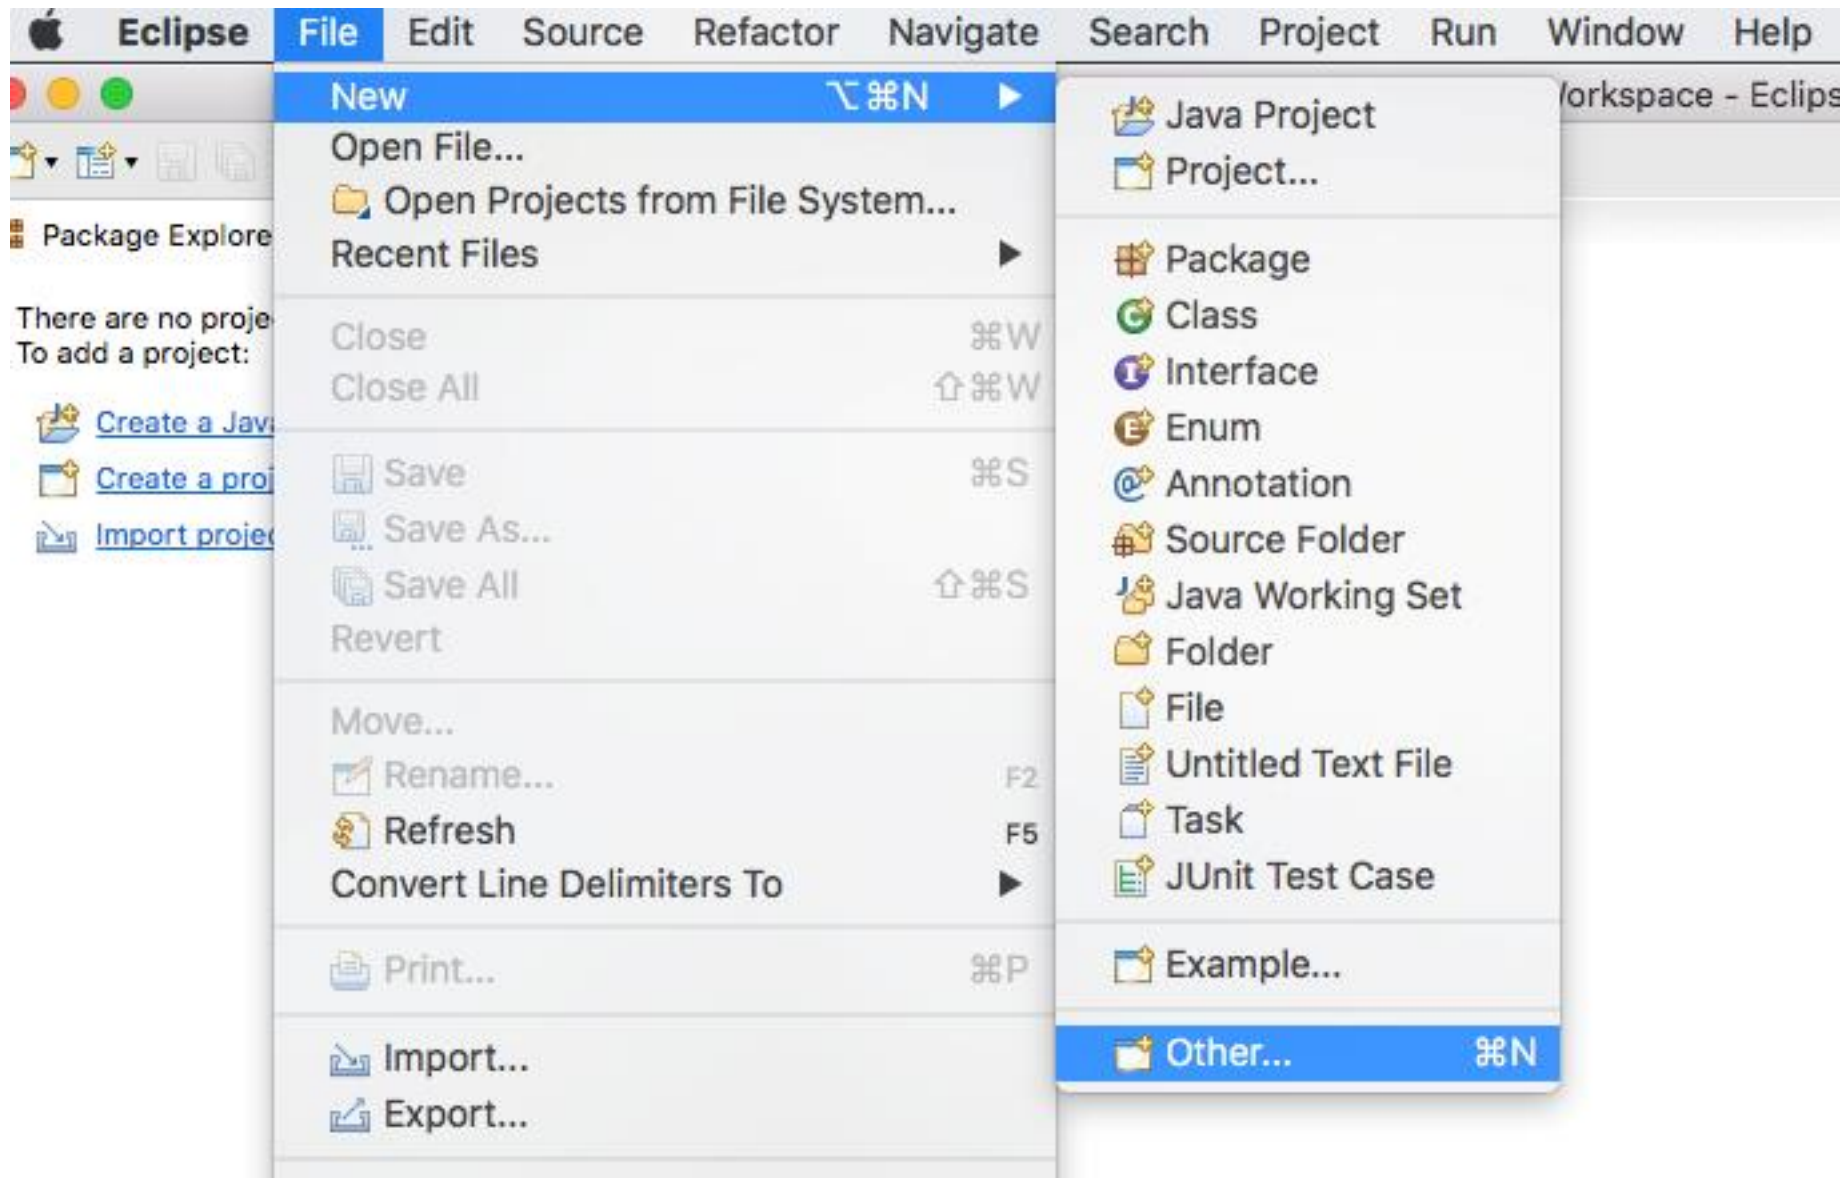 Eclipse File Edit Source Refactor Navigate Search Project Run Window Help
Workspace - Eclips
Package Explore
There are no proje
To add a project:
Create a Java
Create a proj
Import projec
New ⌥⌘N ▶
Open File...
Open Projects from File System...
Recent Files ▶
Close ⌘W
Close All ⇧⌘W
Save ⌘S
Save As...
Save All ⇧⌘S
Revert
Move...
Rename... F2
Refresh F5
Convert Line Delimiters To ▶
Print... ⌘P
Import...
Export...
Java Project
Project...
Package
Class
Interface
Enum
Annotation
Source Folder
Java Working Set
Folder
File
Untitled Text File
Task
JUnit Test Case
Example...
Other... ⌘N